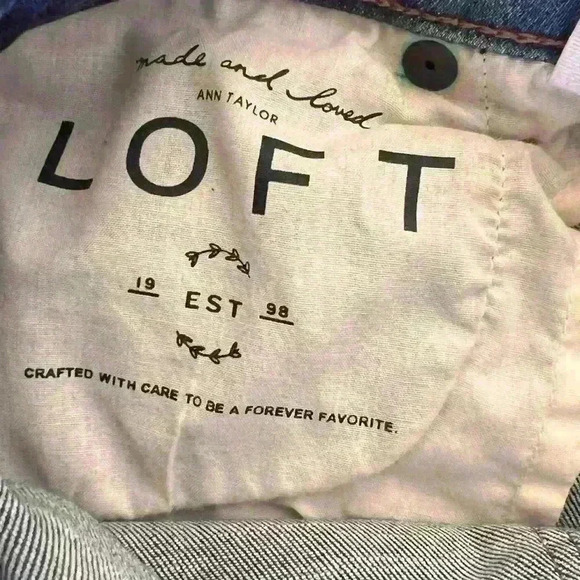 made and loved
ANN TAYLOR
LOFT
19 EST 98
CRAFTED WITH CARE TO BE A FOREVER FAVORITE.